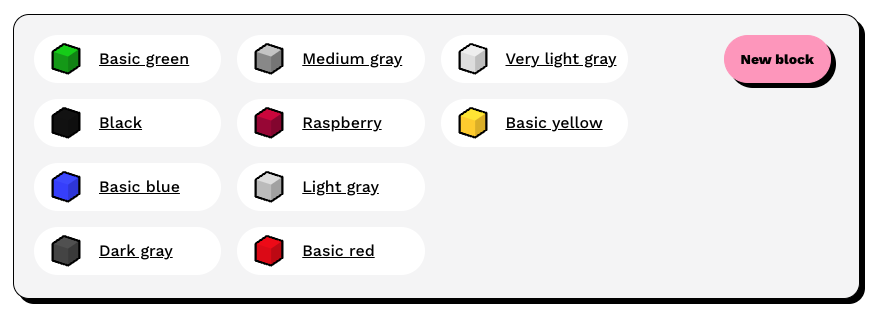 Basic green
Black
Basic blue
Dark gray
Medium gray
Raspberry
Light gray
Basic red
Very light gray
Basic yellow
New block